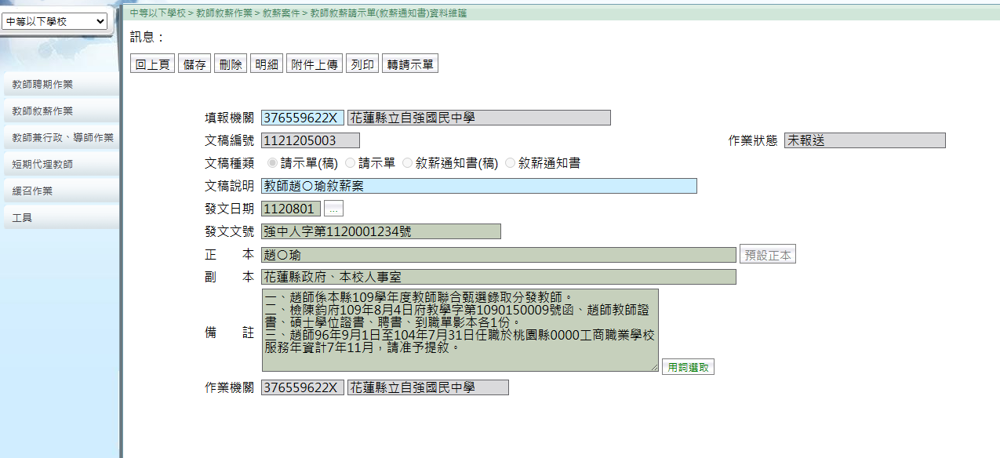 中等以下學校
中等以下學校 > 教師敘薪作業 > 敘薪案件 > 教師敘薪請示單(敘薪通知書)資料維護
訊息：
回上頁 儲存 刪除 明細 附件上傳 列印 轉請示單
教師聘期作業
教師敘薪作業
教師兼行政、導師作業
短期代理教師
緩召作業
工具
填報機關 376559622X 花蓮縣立自強國民中學
文稿編號 1121205003 作業狀態 未報送
文稿種類 請示單(稿) 請示單 敘薪通知書(稿) 敘薪通知書
文稿說明 教師趙〇瑜敘薪案
發文日期 1120801 ...
發文文號 強中人字第1120001234號
正 本 趙〇瑜 預設正本
副 本 花蓮縣政府、本校人事室
備 註
一、趙師係本縣109學年度教師聯合甄選錄取分發教師。
二、檢陳鈞府109年8月4日府教學字第1090150009號函、趙師教師證
書、碩士學位證書、聘書、到職單影本各1份。
三、趙師96年9月1日至104年7月31日任職於桃園縣0000工商職業學校
服務年資計7年11月，請准予提敘。
用詞選取
作業機關 376559622X 花蓮縣立自強國民中學